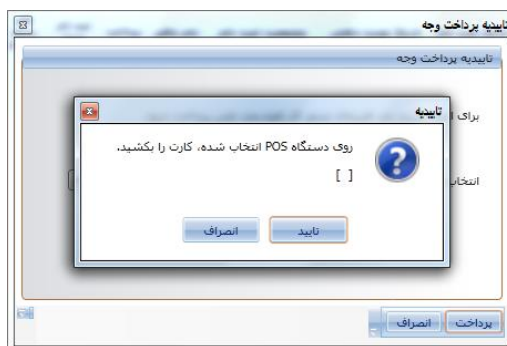 تاییدیه پرداخت وجه
تاییدیه پرداخت وجه
برای ا
تاییدیه
روی دستگاه POS انتخاب شده، کارت را بکشید.
[ ]
انتخاب
تایید
انصراف
پرداخت
انصراف